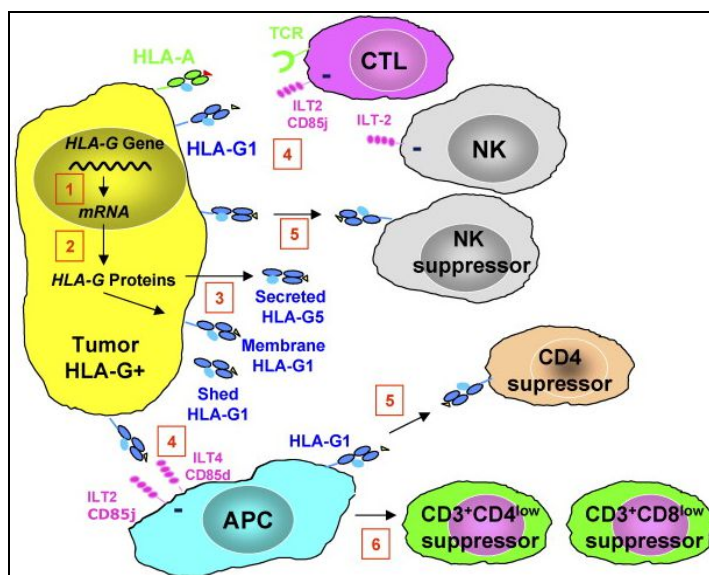 TCR
HLA-A
CTL
ILT2
CD85j
ILT-2
HLA-G1
4
NK
HLA-G Gene
1
mRNA
5
2
NK
suppressor
HLA-G Proteins
3
Secreted
HLA-G5
Tumor
HLA-G+
Membrane
HLA-G1
Shed
HLA-G1
CD4
supressor
5
4
HLA-G1
ILT4
CD85d
ILT2
CD85j
APC
6
CD3⁺CD4ˡᵒʷ
suppressor
CD3⁺CD8ˡᵒʷ
suppressor